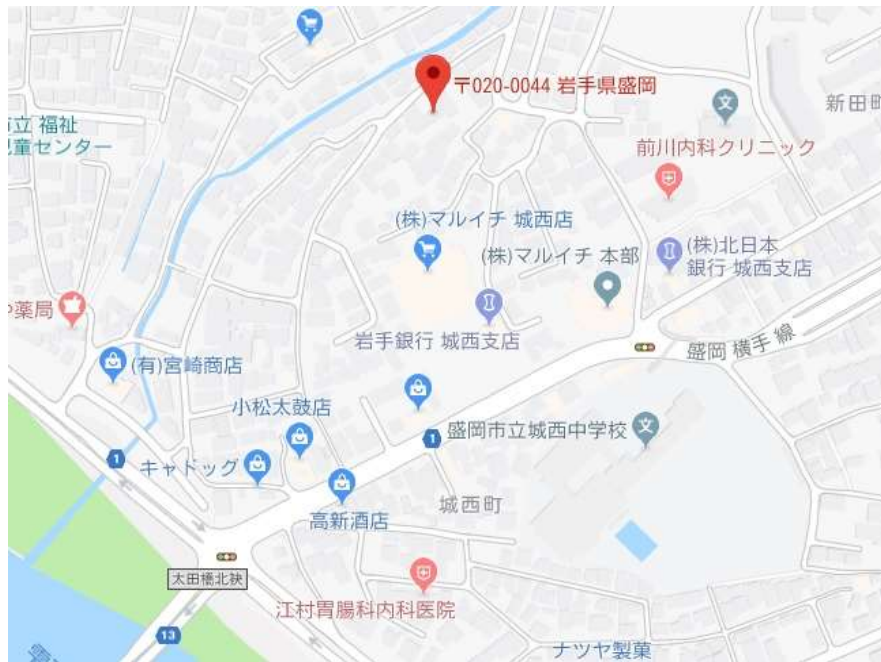 〒020-0044 岩手県盛岡
新田町
市立 福祉
児童センター
前川内科クリニック
(株)マルイチ 城西店
(株)マルイチ 本部
(株)北日本
銀行 城西支店
薬局
岩手銀行 城西支店
盛岡横手線
(有)宮崎商店
小松太鼓店
1
盛岡市立城西中学校
1
キャドッグ
城西町
高新酒店
太田橋北袂
江村胃腸科内科医院
13
ナツヤ製菓